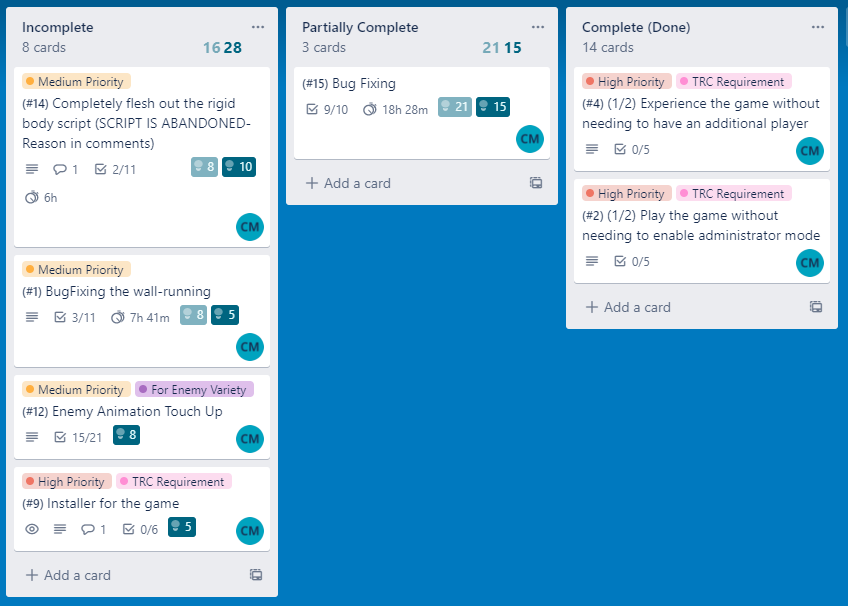 Incomplete
8 cards
16 28
Medium Priority
(#14) Completely flesh out the rigid
body script (SCRIPT IS ABANDONED-
Reason in comments)
1
2/11
8
10
6h
CM
Medium Priority
(#1) BugFixing the wall-running
3/11
7h 41m
8
5
CM
Medium Priority
For Enemy Variety
(#12) Enemy Animation Touch Up
15/21
8
CM
High Priority
TRC Requirement
(#9) Installer for the game
1
0/6
5
CM
Add a card
Partially Complete
3 cards
21 15
(#15) Bug Fixing
9/10
18h 28m
21
15
CM
Add a card
Complete (Done)
14 cards
High Priority
TRC Requirement
(#4) (1/2) Experience the game without
needing to have an additional player
0/5
CM
High Priority
TRC Requirement
(#2) (1/2) Play the game without
needing to enable administrator mode
0/5
CM
Add a card